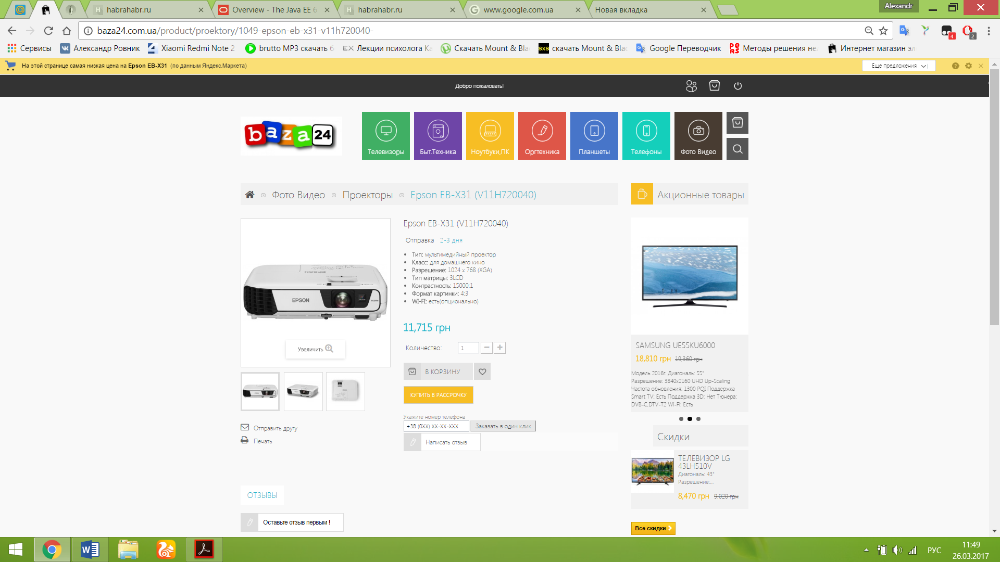 Alexandr
habrahabr.ru
Overview - The Java EE 6
habrahabr.ru
www.google.com.ua
Новая вкладка
baza24.com.ua/product/proektory/1049-epson-eb-x31-v11h720040-
4
2
Сервисы
Александр Ровник
Xiaomi Redmi Note 2
brutto MP3 скачать 6
EX Лекции психолога Ка
Скачать Mount & Bla
SxS скачать Mount & Blac
Google Переводчик
Методы решения не
Интернет магазин эл
На этой странице самая низкая цена на Epson EB-X31 (по данным Яндекс.Маркета)
Еще предложения
Добро пожаловать!
baza24
Телевизоры
Быт.Техника
Ноутбуки,ПК
Оргтехника
Планшеты
Телефоны
Фото Видео
Фото Видео
Проекторы
Epson EB-X31 (V11H720040)
Акционные товары
Epson EB-X31 (V11H720040)
Отправка 2-3 дня
Тип: мультимедийный проектор
Класс: для домашнего кино
Разрешение: 1024 x 768 (XGA)
Тип матрицы: 3LCD
Контрастность: 15000:1
Формат картинки: 4:3
WI-FI: есть(опционально)
EPSON
Увеличить
11,715 грн
Количество: 1
В КОРЗИНУ
КУПИТЬ В РАССРОЧКУ
Укажите номер телефона
+38 (0XX) XX-XX-XXX
Заказать в один клик
Написать отзыв
Отправить другу
Печать
SAMSUNG UE55KU6000
18,810 грн 19,360 грн
Модель 2016г. Диагональ: 55"
Разрешение: 3840x2160 UHD Up-Scaling
Частота обновления: 1300 PQI Поддержка
Smart TV: Есть Поддержка 3D: Нет Тюнера:
DVB-C,DTV-T2 Wi-Fi: Есть
Скидки
ТЕЛЕВИЗОР LG
43LH510V
Диагональ: 43"
Разрешение:...
8,470 грн 9,020 грн
Все скидки
ОТЗЫВЫ
Оставьте отзыв первым !
РУС
11:49
26.03.2017